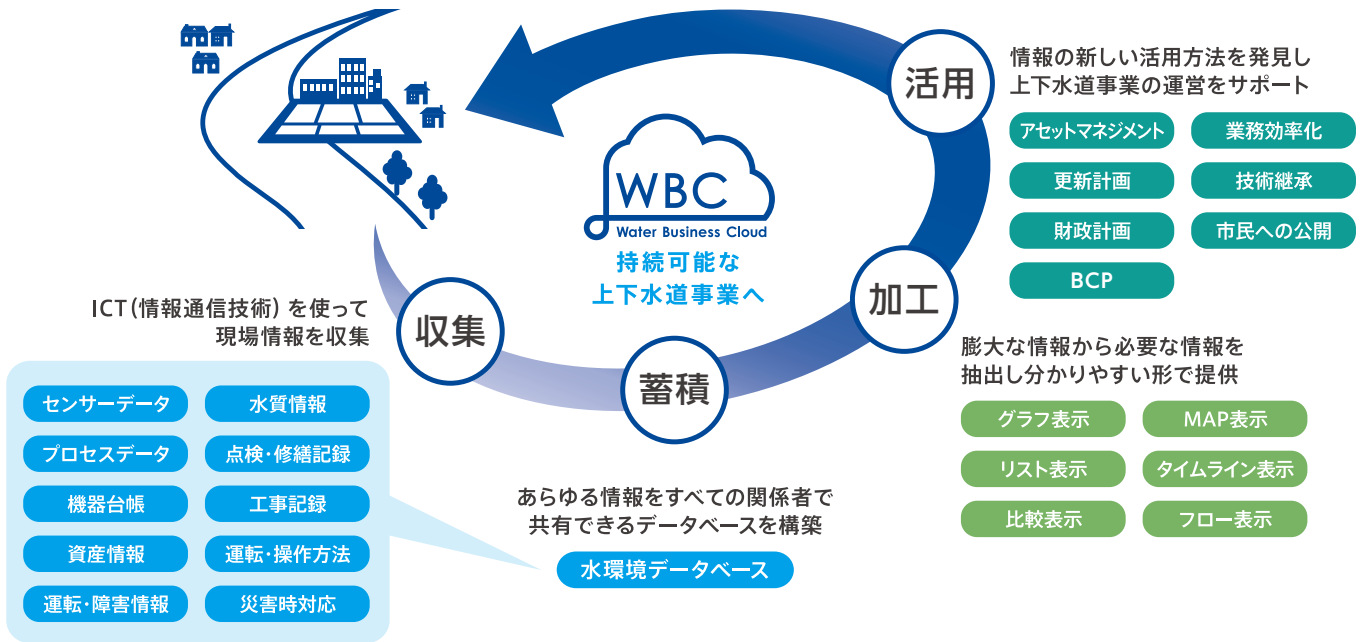 活用
情報の新しい活用方法を発見し
上下水道事業の運営をサポート
アセットマネジメント
業務効率化
更新計画
技術継承
財政計画
市民への公開
BCP
WBC
Water Business Cloud
持続可能な
上下水道事業へ
加工
膨大な情報から必要な情報を
抽出し分かりやすい形で提供
グラフ表示
MAP表示
リスト表示
タイムライン表示
比較表示
フロー表示
収集
ICT(情報通信技術)を使って
現場情報を収集
センサーデータ
水質情報
プロセスデータ
点検・修繕記録
機器台帳
工事記録
資産情報
運転・操作方法
運転・障害情報
災害時対応
蓄積
あらゆる情報をすべての関係者で
共有できるデータベースを構築
水環境データベース